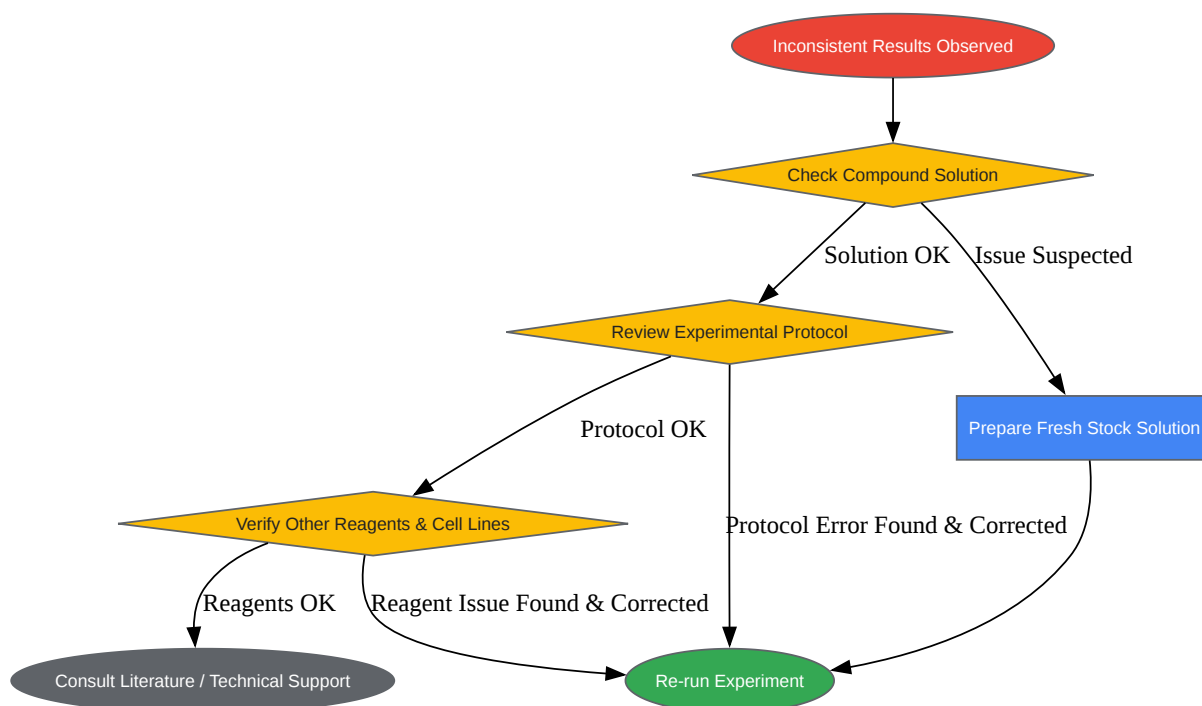 Inconsistent Results Observed
Check Compound Solution
Solution OK
Issue Suspected
Review Experimental Protocol
Prepare Fresh Stock Solution
Protocol OK
Verify Other Reagents & Cell Lines
Protocol Error Found & Corrected
Reagents OK
Reagent Issue Found & Corrected
Consult Literature / Technical Support
Re-run Experiment